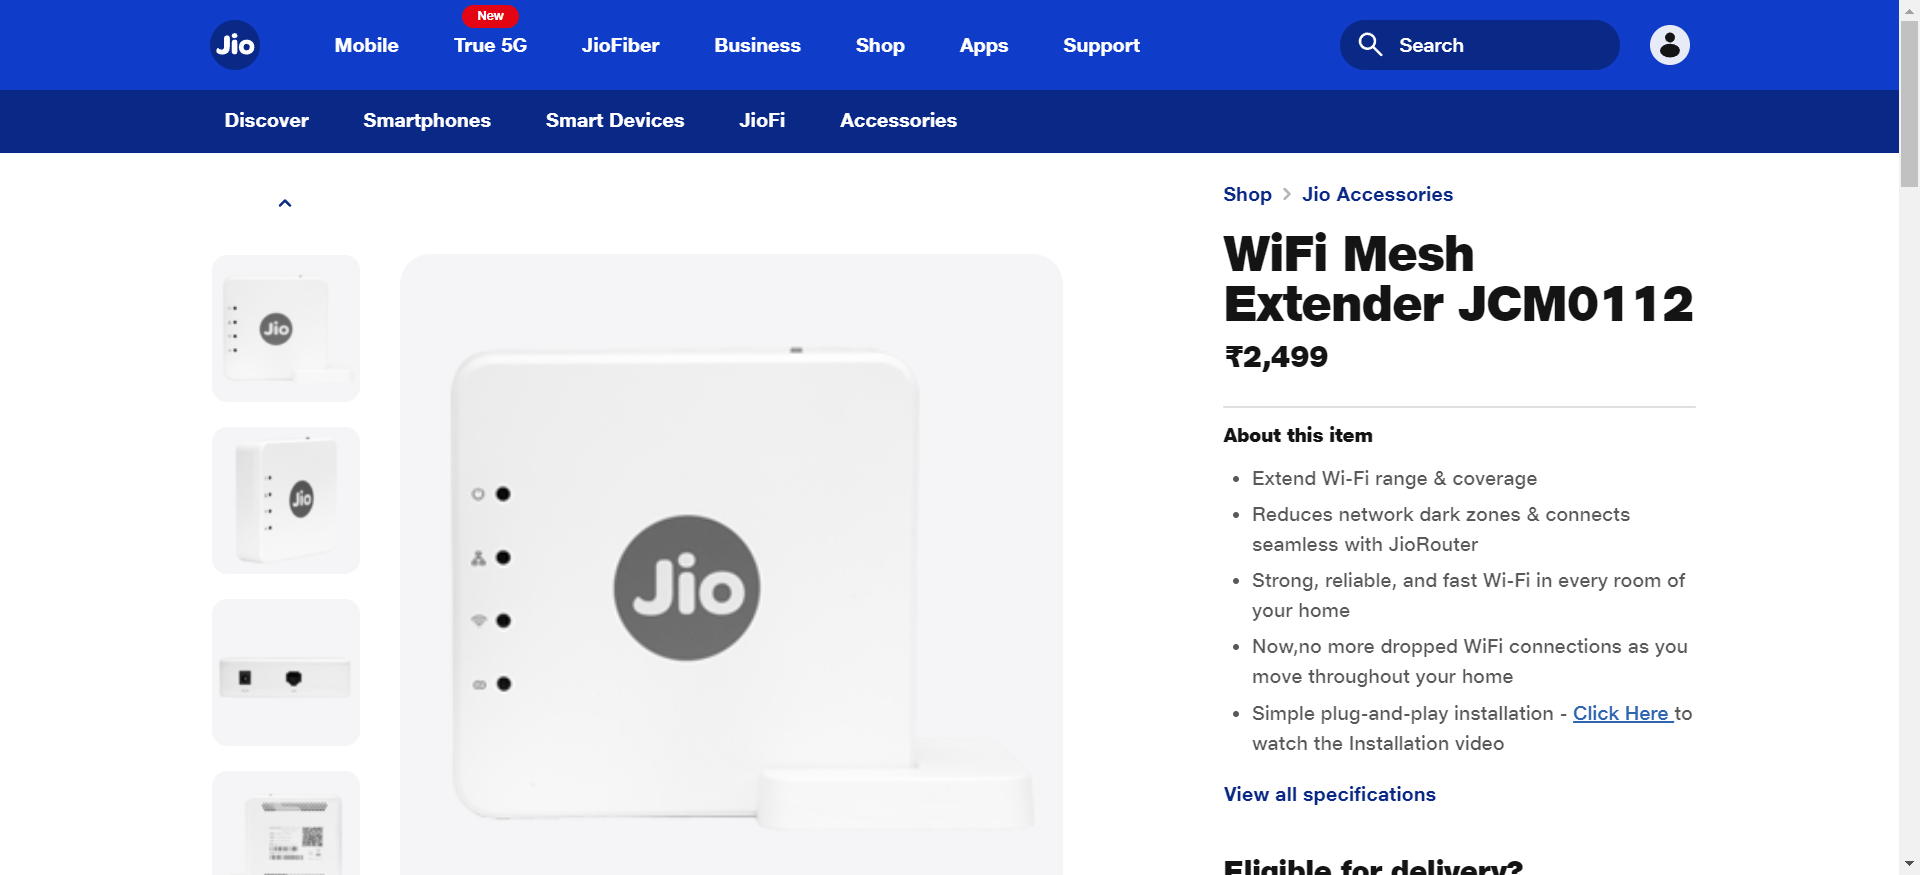 New
Jio
Mobile
True 5G
JioFiber
Business
Shop
Apps
Support
Search
Discover
Smartphones
Smart Devices
JioFi
Accessories
Shop
Jio Accessories
WiFi Mesh
Extender JCM0112
₹2,499
About this item
Extend Wi-Fi range & coverage
Reduces network dark zones & connects
seamless with JioRouter
Strong, reliable, and fast Wi-Fi in every room of
your home
Now,no more dropped WiFi connections as you
move throughout your home
Simple plug-and-play installation - Click Here to
watch the Installation video
View all specifications
Eligible for delivery?
Jio
Jio
Jio